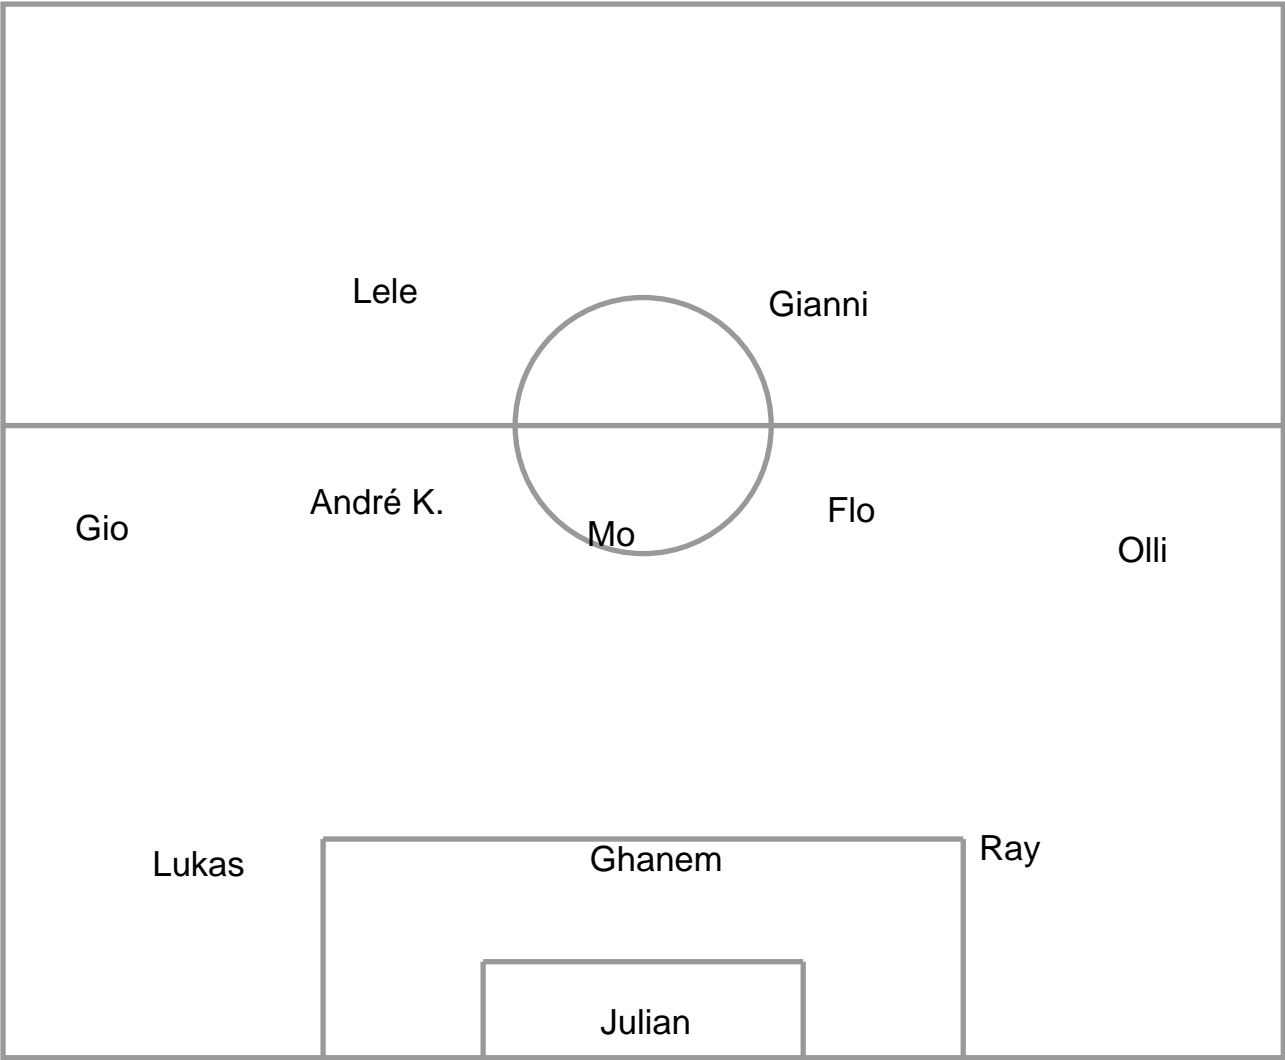 Lele
Gianni
Gio
André K.
Mo
Flo
Olli
Lukas
Ghanem
Ray
Julian